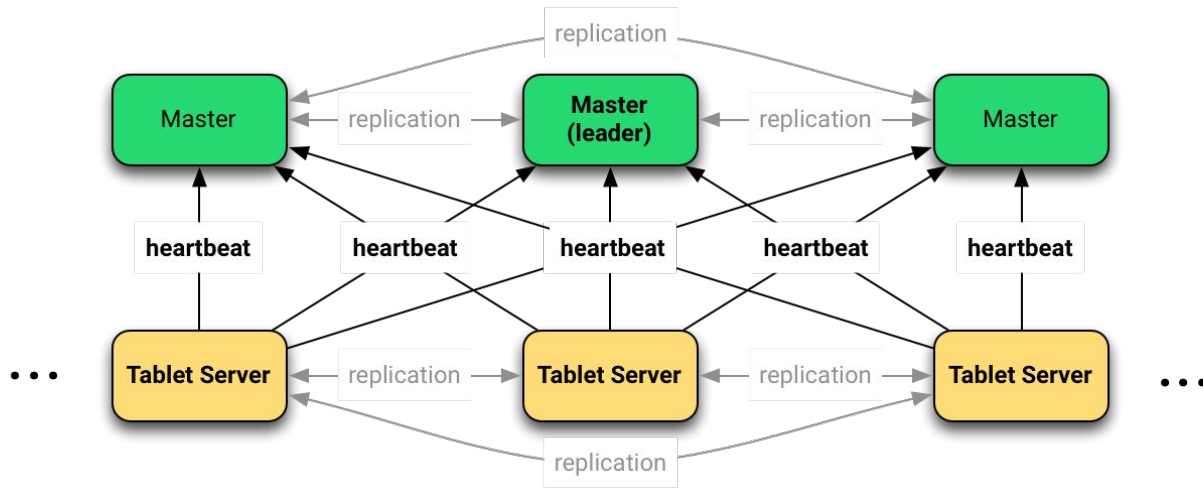 replication
Master
replication
Master
(leader)
replication
Master
heartbeat
heartbeat
heartbeat
heartbeat
heartbeat
...
Tablet Server
replication
Tablet Server
replication
Tablet Server
...
replication